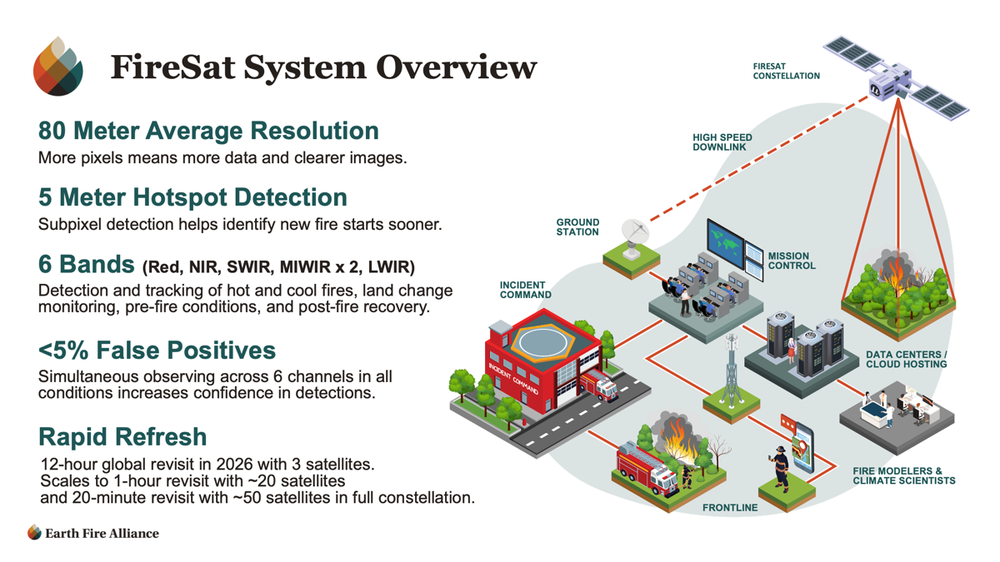 FireSat System Overview
80 Meter Average Resolution
More pixels means more data and clearer images.
5 Meter Hotspot Detection
Subpixel detection helps identify new fire starts sooner.
6 Bands (Red, NIR, SWIR, MIWIR x 2, LWIR)
Detection and tracking of hot and cool fires, land change
monitoring, pre-fire conditions, and post-fire recovery.
<5% False Positives
Simultaneous observing across 6 channels in all
conditions increases confidence in detections.
Rapid Refresh
12-hour global revisit in 2026 with 3 satellites.
Scales to 1-hour revisit with ~20 satellites
and 20-minute revisit with ~50 satellites in full constellation.
Earth Fire Alliance
FIRESAT
CONSTELLATION
HIGH SPEED
DOWNLINK
GROUND
STATION
MISSION
CONTROL
INCIDENT
COMMAND
INCIDENT COMMAND
DATA CENTERS /
CLOUD HOSTING
FIRE MODELERS &
CLIMATE SCIENTISTS
FRONTLINE